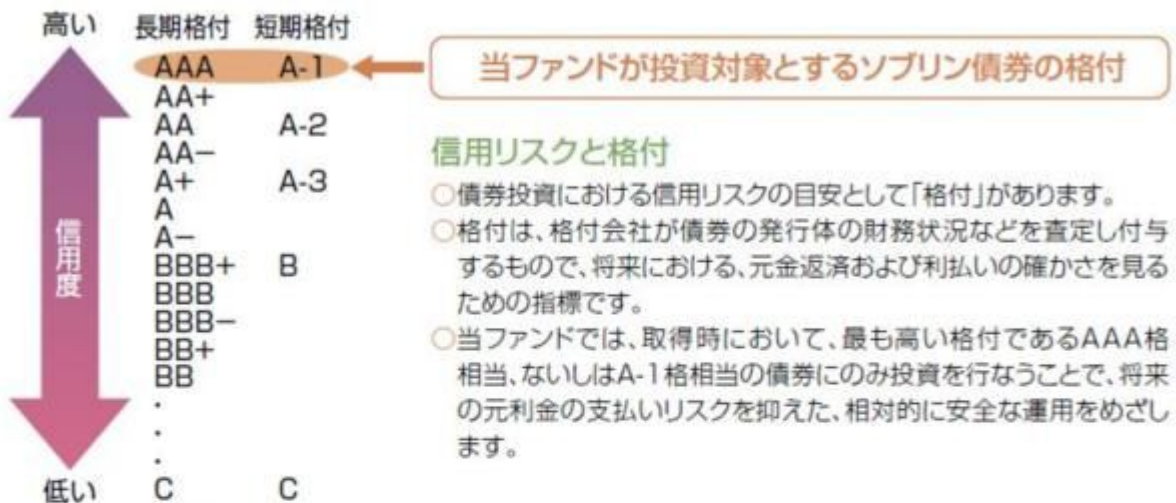 高い 長期格付 短期格付
AAA A-1
当ファンドが投資対象とするソブリン債券の格付
AA+
AA A-2
AA−
A+ A-3
A
A−
BBB+ B
BBB
BBB−
BB+
BB
・
・
・
低い C C
信用度
信用リスクと格付
○債券投資における信用リスクの目安として「格付」があります。
○格付は、格付会社が債券の発行体の財務状況などを査定し付与
するもので、将来における、元金返済および利払いの確かさを見る
ための指標です。
○当ファンドでは、取得時において、最も高い格付であるAAA格
相当、ないしはA-1格相当の債券にのみ投資を行なうことで、将来
の元利金の支払いリスクを抑えた、相対的に安全な運用をめざし
ます。